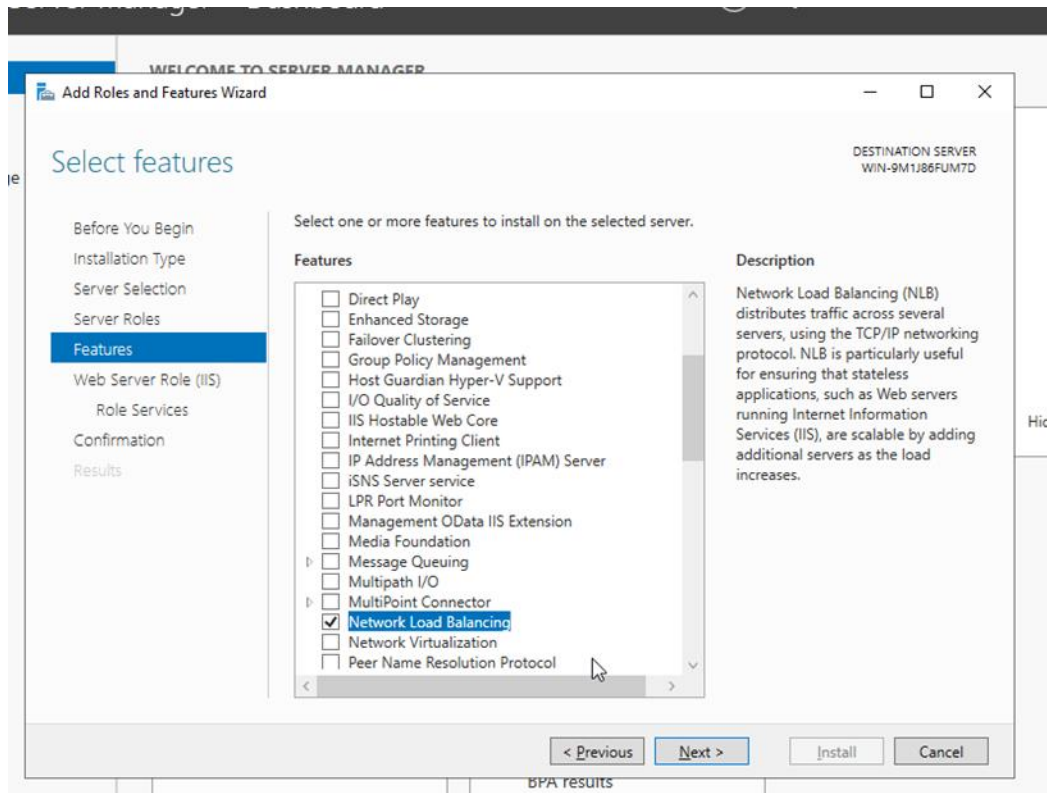 Server Manager Dashboard
WELCOME TO SERVER MANAGER
Add Roles and Features Wizard
Select features
DESTINATION SERVER
WIN-9M1J86FUM7D
Before You Begin
Installation Type
Server Selection
Server Roles
Features
Web Server Role (IIS)
Role Services
Confirmation
Results
Select one or more features to install on the selected server.
Features
Direct Play
Enhanced Storage
Failover Clustering
Group Policy Management
Host Guardian Hyper-V Support
I/O Quality of Service
IIS Hostable Web Core
Internet Printing Client
IP Address Management (IPAM) Server
iSNS Server service
LPR Port Monitor
Management OData IIS Extension
Media Foundation
Message Queuing
Multipath I/O
MultiPoint Connector
Network Load Balancing
Network Virtualization
Peer Name Resolution Protocol
Description
Network Load Balancing (NLB)
distributes traffic across several
servers, using the TCP/IP networking
protocol. NLB is particularly useful
for ensuring that stateless
applications, such as Web servers
running Internet Information
Services (IIS), are scalable by adding
additional servers as the load
increases.
< Previous
Next >
Install
Cancel
BPA results